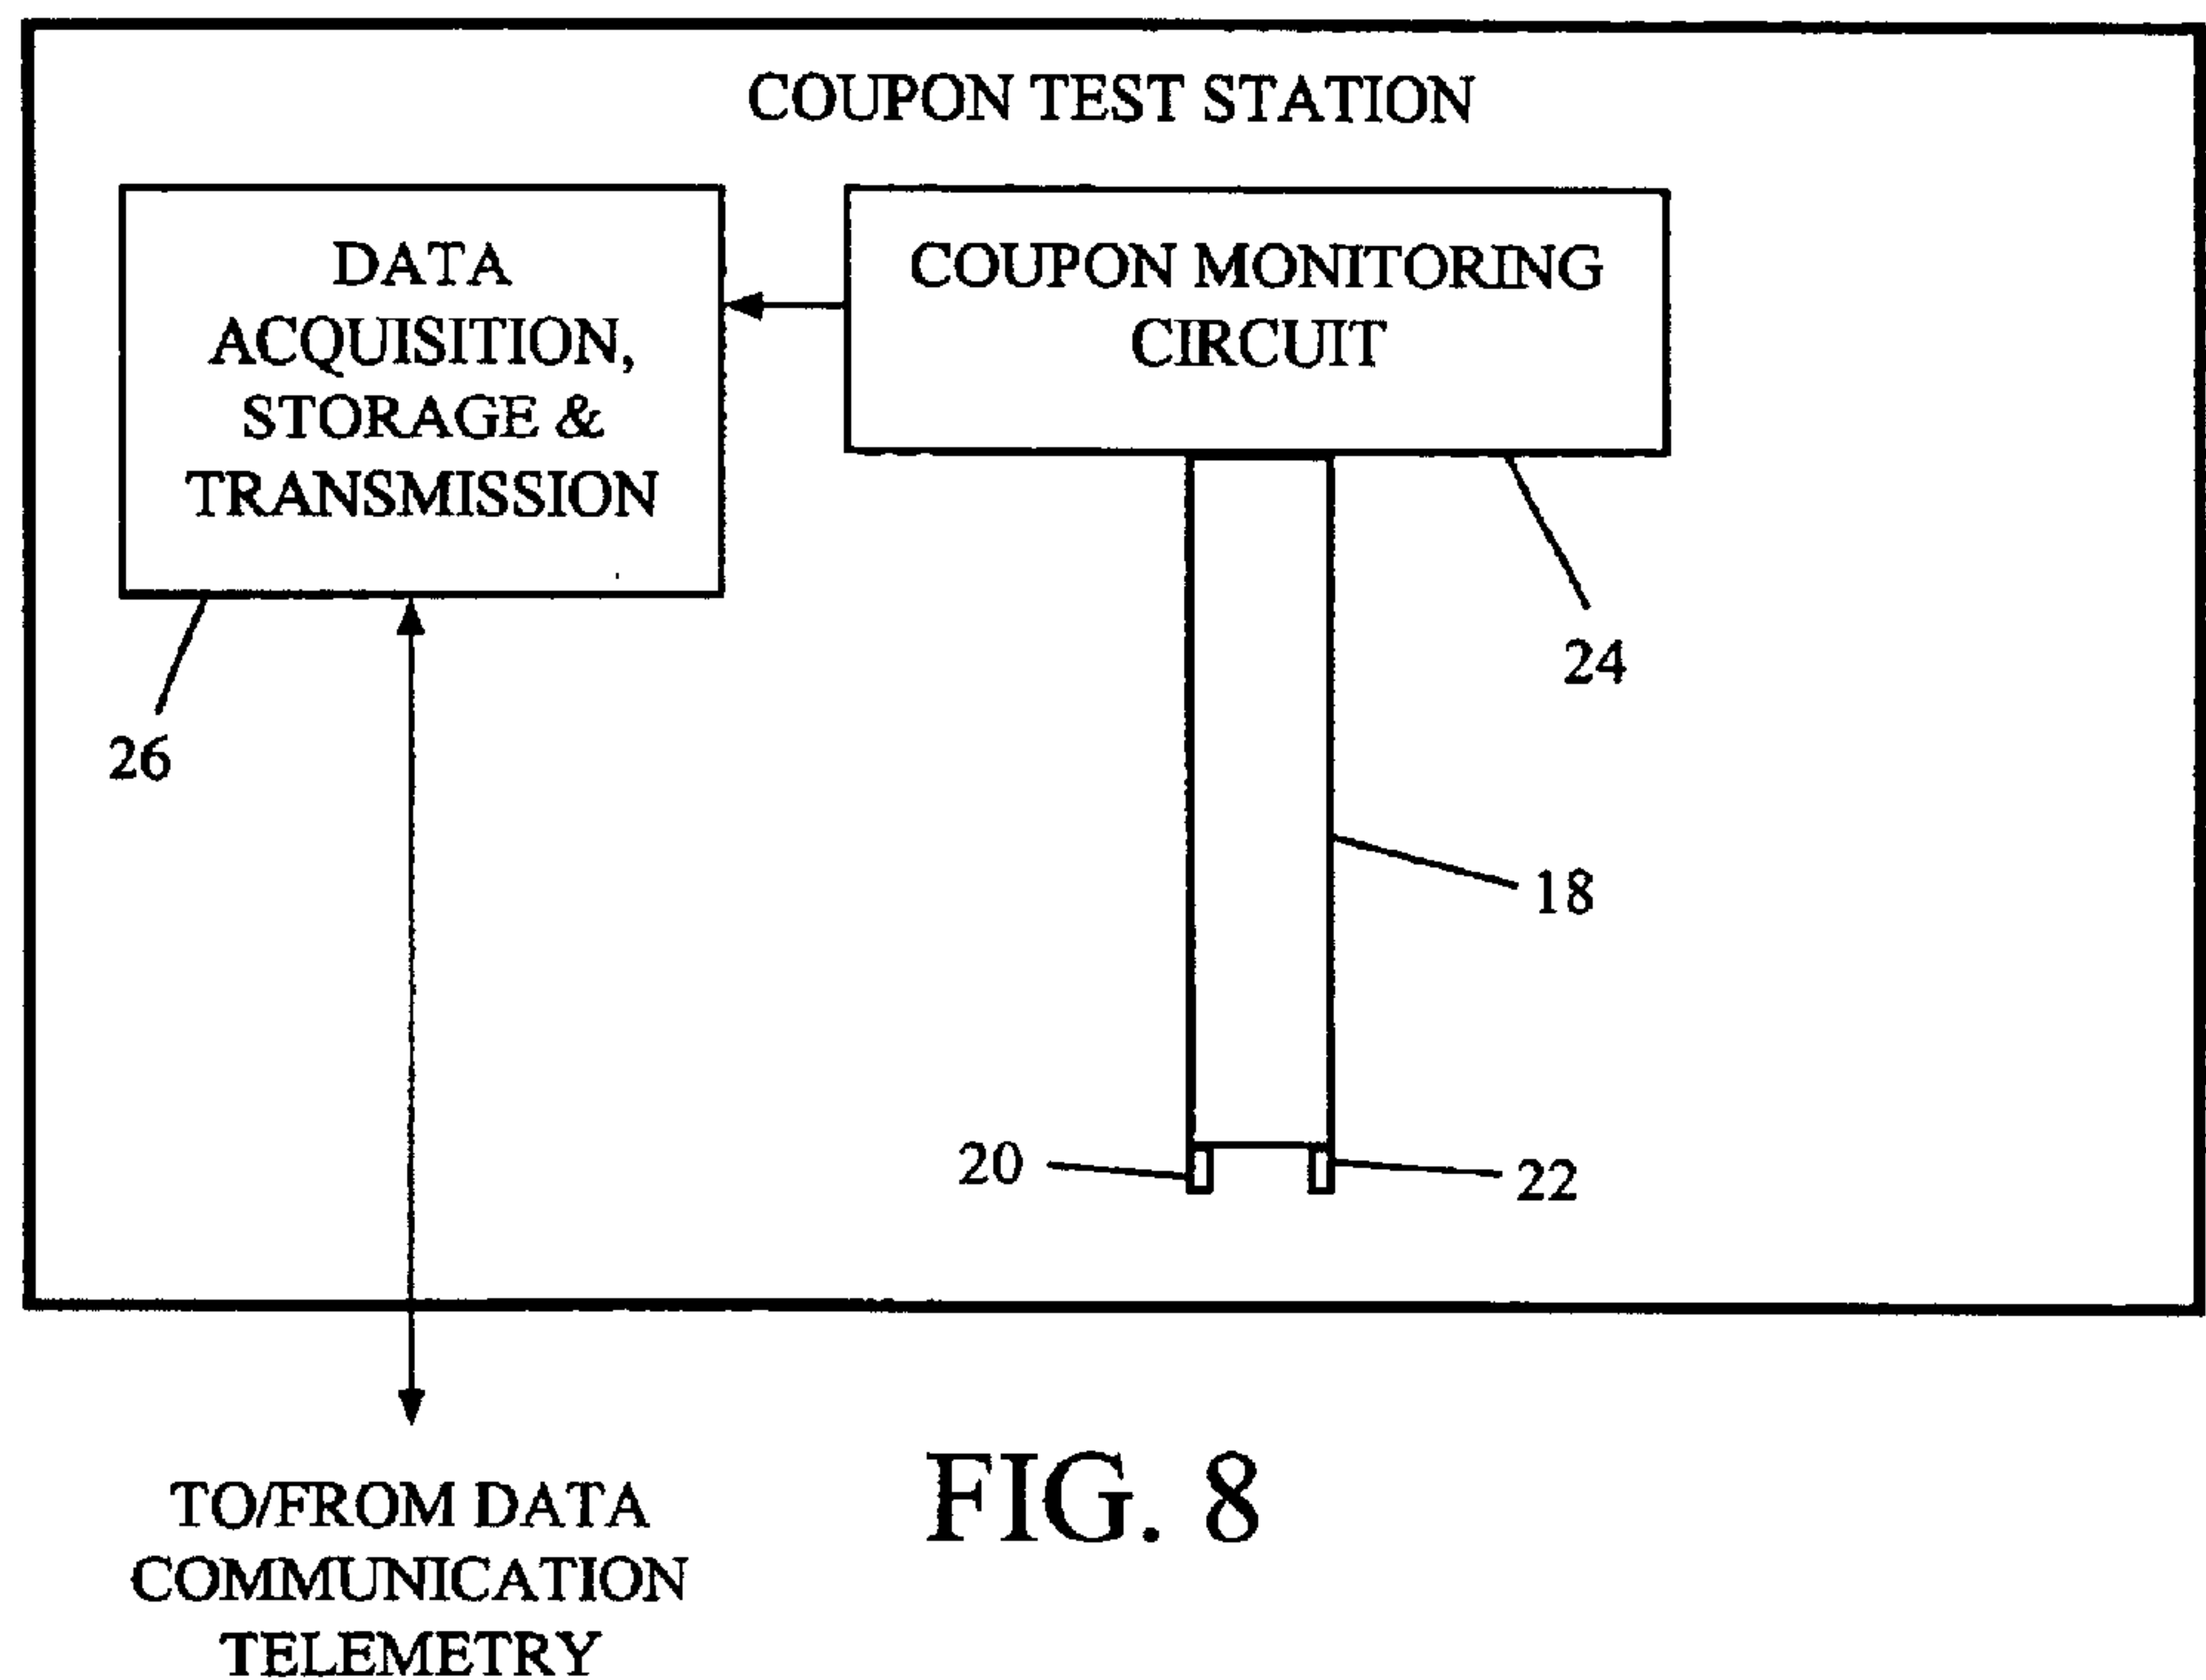 COUPON TEST STATION
DATA
ACQUISITION,
STORAGE &
TRANSMISSION
COUPON MONITORING
CIRCUIT
24
26
18
20
22
TO/FROM DATA
COMMUNICATION
TELEMETRY
FIG. 8